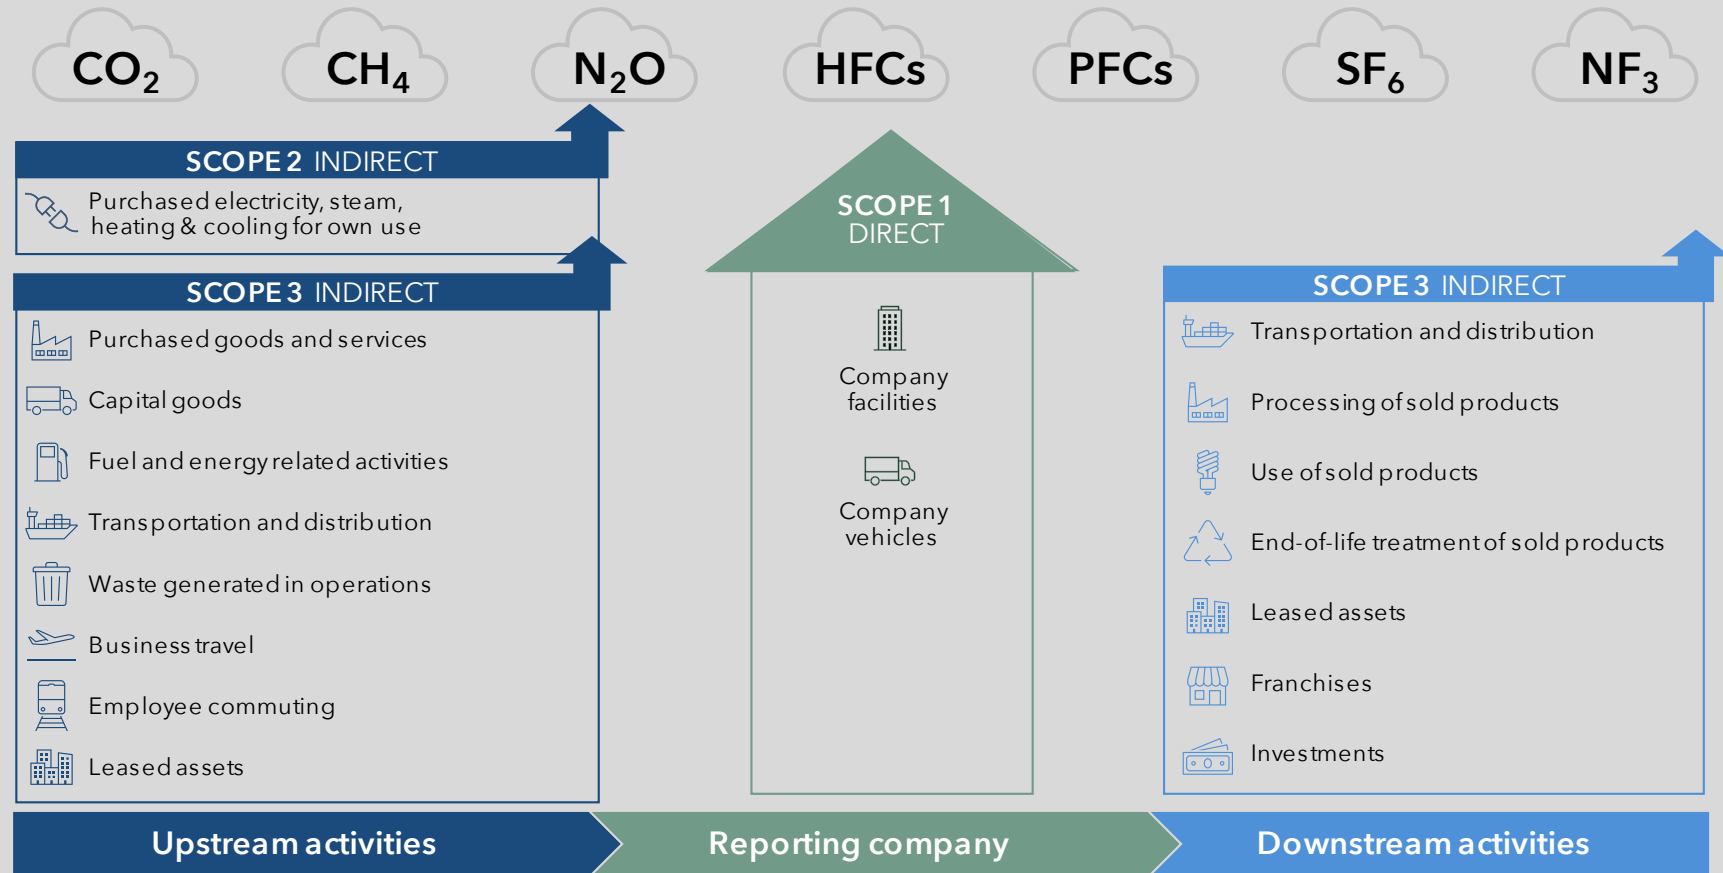 CO₂
CH₄
N₂O
HFCs
PFCs
SF₆
NF₃
SCOPE 2 INDIRECT
Purchased electricity, steam,
heating & cooling for own use
SCOPE 3 INDIRECT
Purchased goods and services
Capital goods
Fuel and energy related activities
Transportation and distribution
Waste generated in operations
Business travel
Employee commuting
Leased assets
SCOPE 1
DIRECT
Company
facilities
Company
vehicles
SCOPE 3 INDIRECT
Transportation and distribution
Processing of sold products
Use of sold products
End-of-life treatment of sold products
Leased assets
Franchises
Investments
Upstream activities
Reporting company
Downstream activities